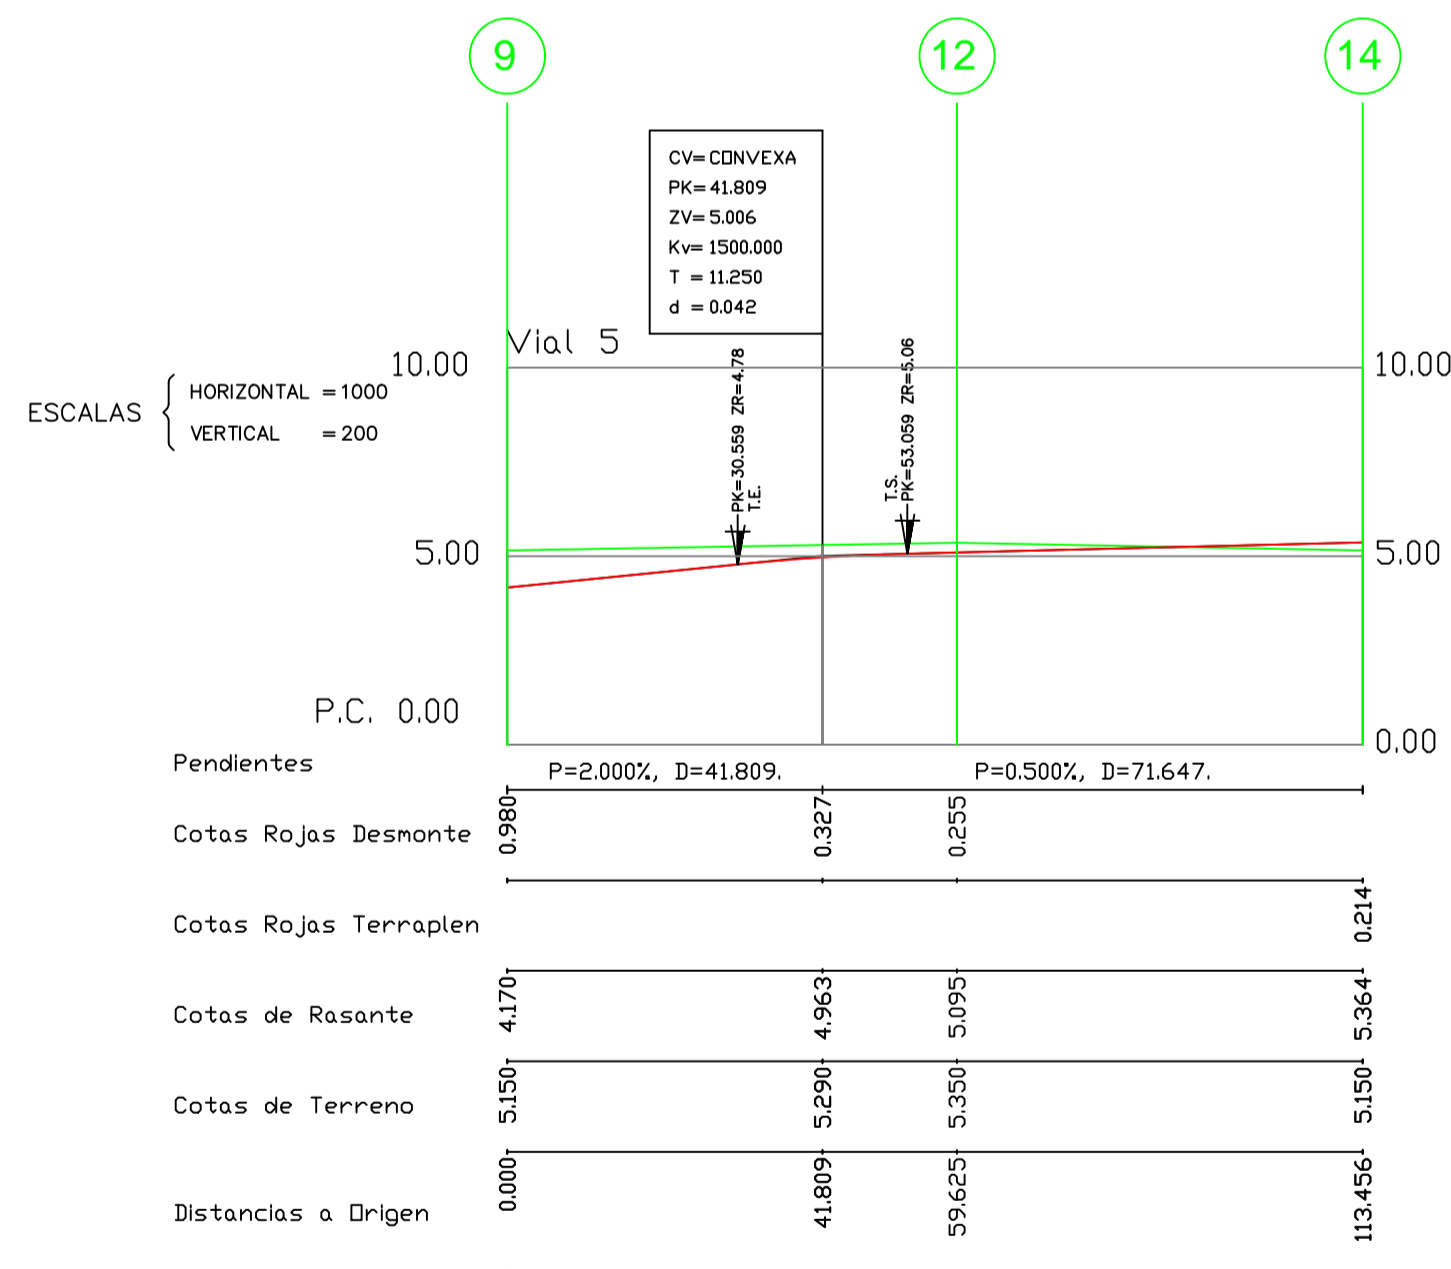 9
12
14
CV= CONVEXA
PK= 41.809
ZV= 5.006
Kv= 1500.000
T = 11.250
d = 0.042
Vial 5
10.00
10.00
ESCALAS
HORIZONTAL =1000
VERTICAL =200
PK=30.559 ZR=4.78
T.E.
T.S.
PK=53.059 ZR=5.06
5.00
5.00
P.C. 0.00
0.00
Pendientes
P=2.000%, D=41.809.
P=0.500%, D=71.647.
Cotas Rojas Desmonte
0.980
0.327
0.255
Cotas Rojas Terraplen
0.214
Cotas de Rasante
4.170
4.963
5.095
5.364
Cotas de Terreno
5.150
5.290
5.350
5.150
Distancias a Origen
0.000
41.809
59.625
113.456